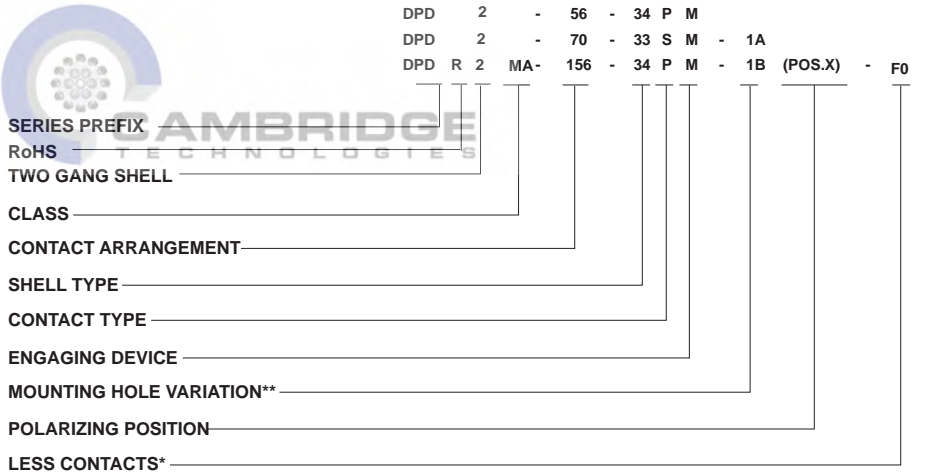 DPD 2 - 56 - 34 P M
DPD 2 - 70 - 33 S M - 1A
DPD R 2 MA- 156 - 34 P M - 1B (POS.X) - F0
SERIES PREFIX
CAMBRIDGE
RoHS
TECHNOLOGIES
TWO GANG SHELL
CLASS
CONTACT ARRANGEMENT
SHELL TYPE
CONTACT TYPE
ENGAGING DEVICE
MOUNTING HOLE VARIATION**
POLARIZING POSITION
LESS CONTACTS*